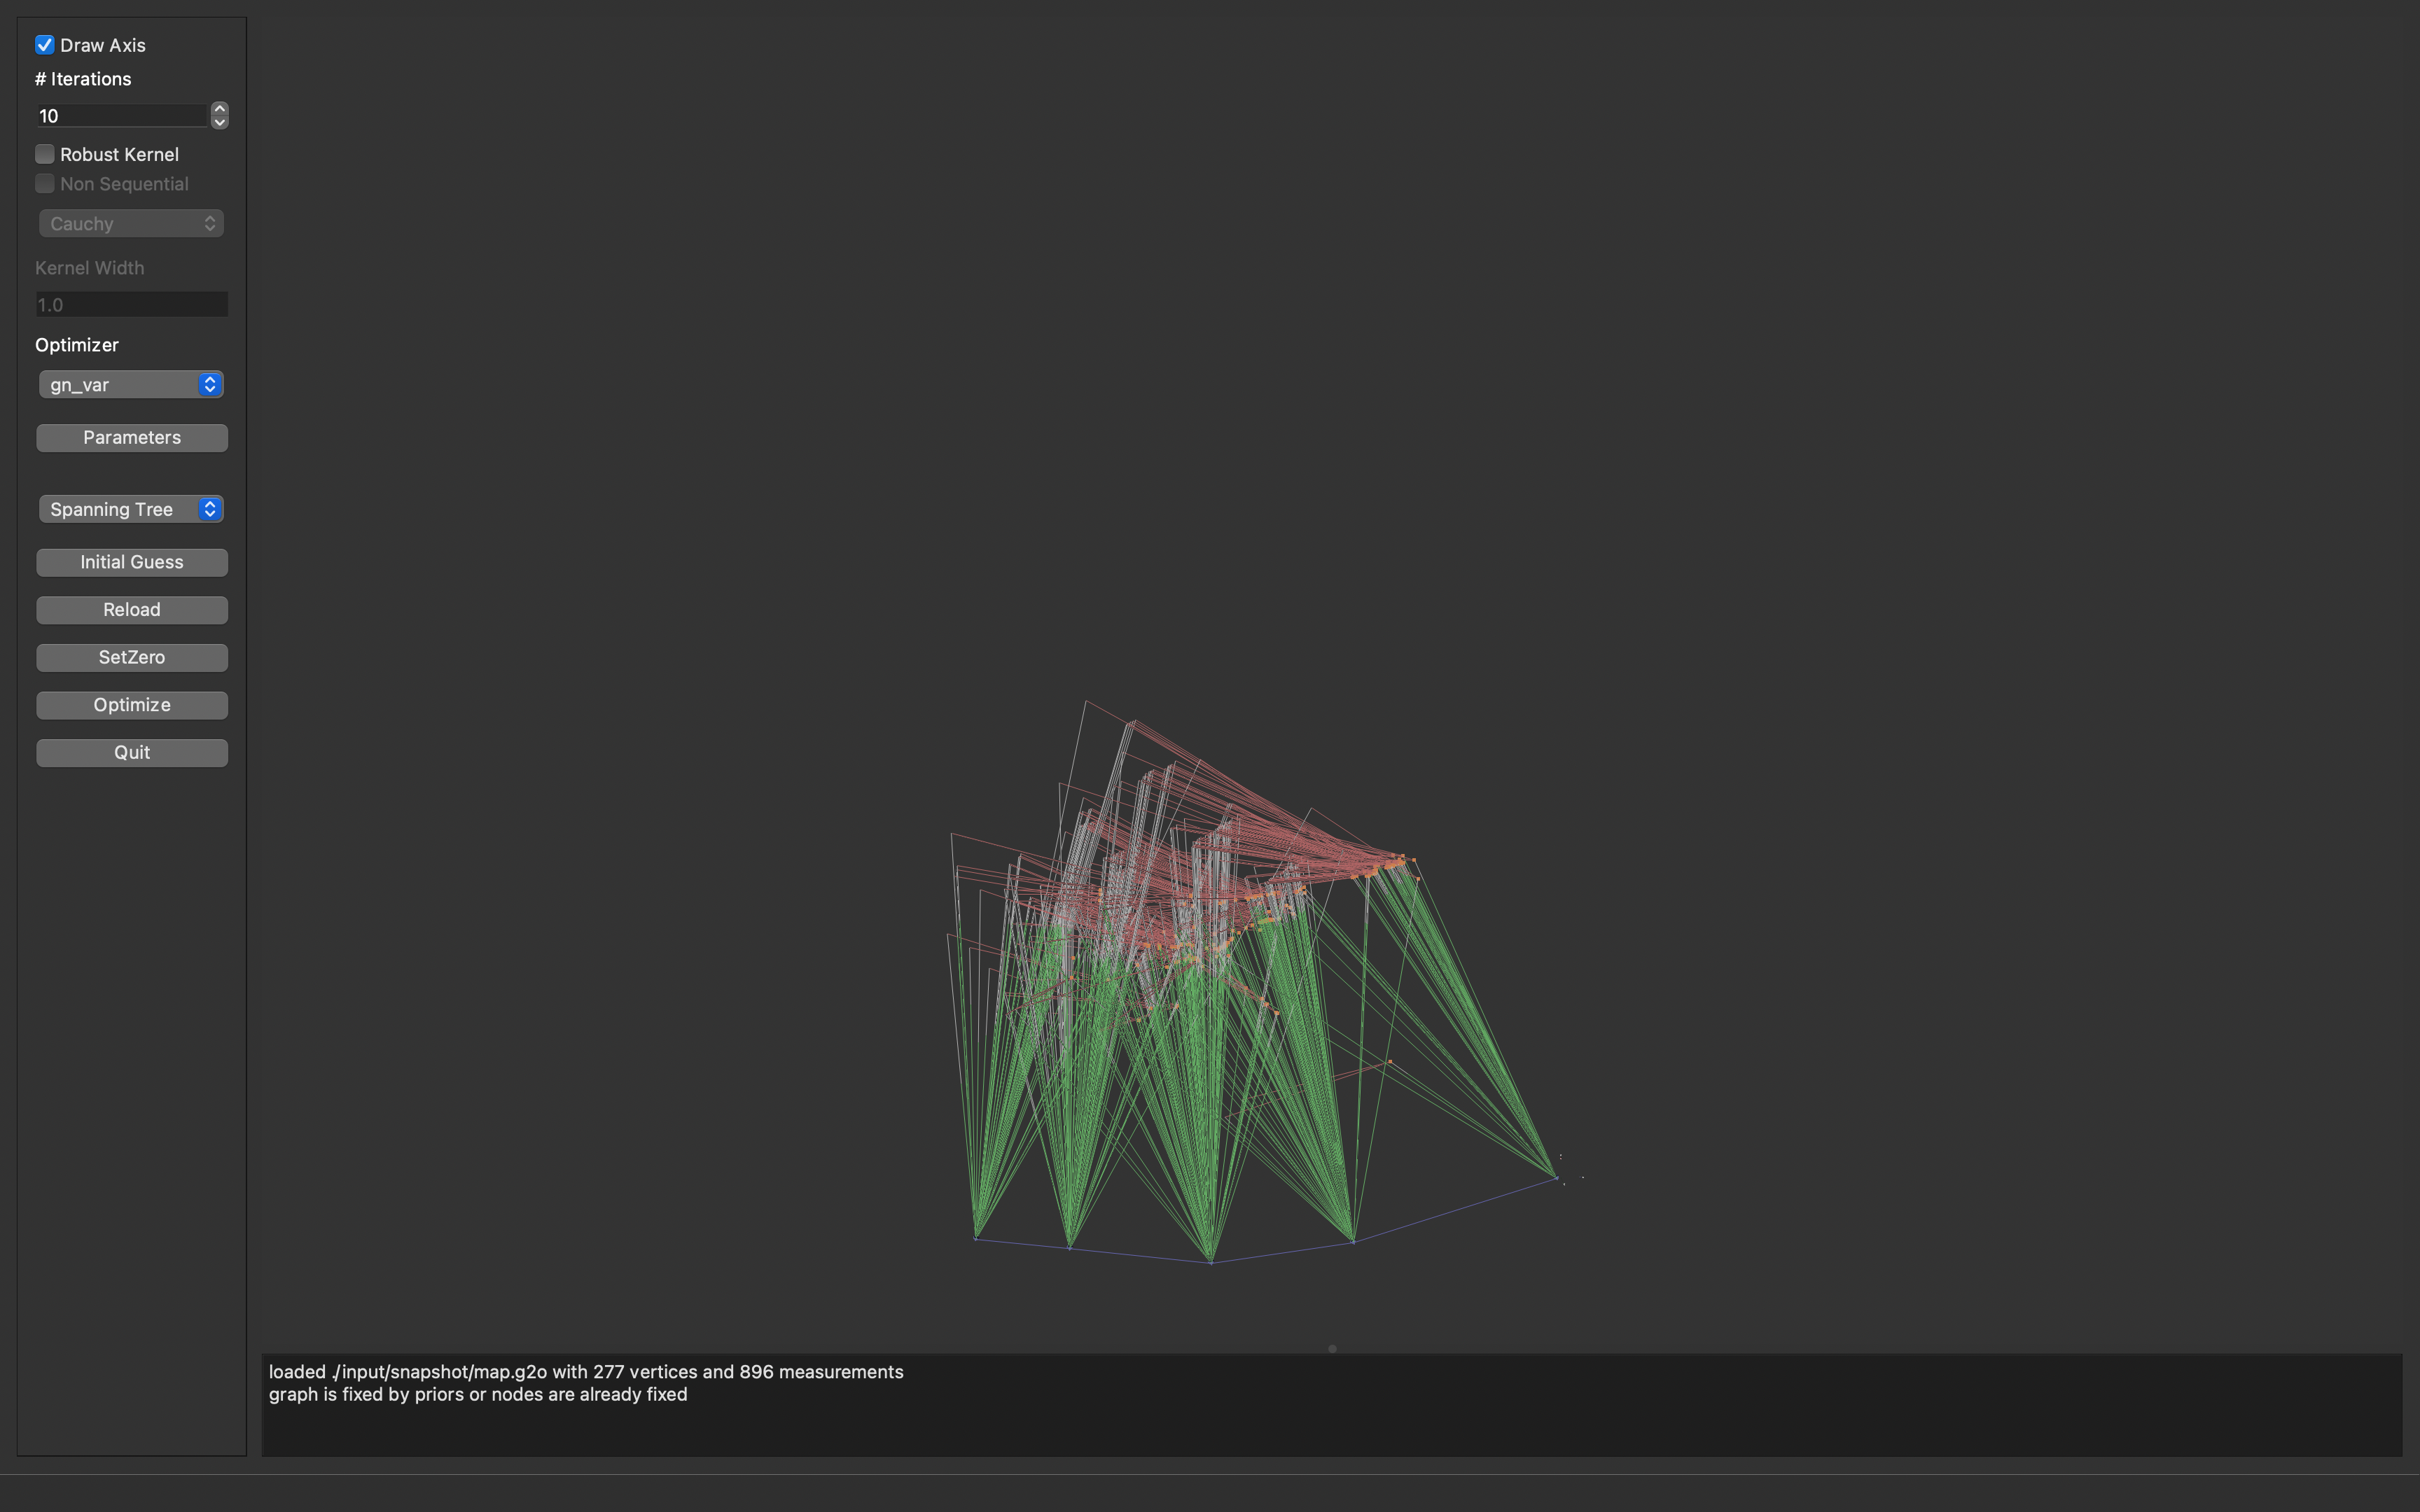 Draw Axis
# Iterations
10
Robust Kernel
Non Sequential
Cauchy
Kernel Width
1.0
Optimizer
gn_var
Parameters
Spanning Tree
Initial Guess
Reload
SetZero
Optimize
Quit
loaded ./input/snapshot/map.g2o with 277 vertices and 896 measurements
graph is fixed by priors or nodes are already fixed